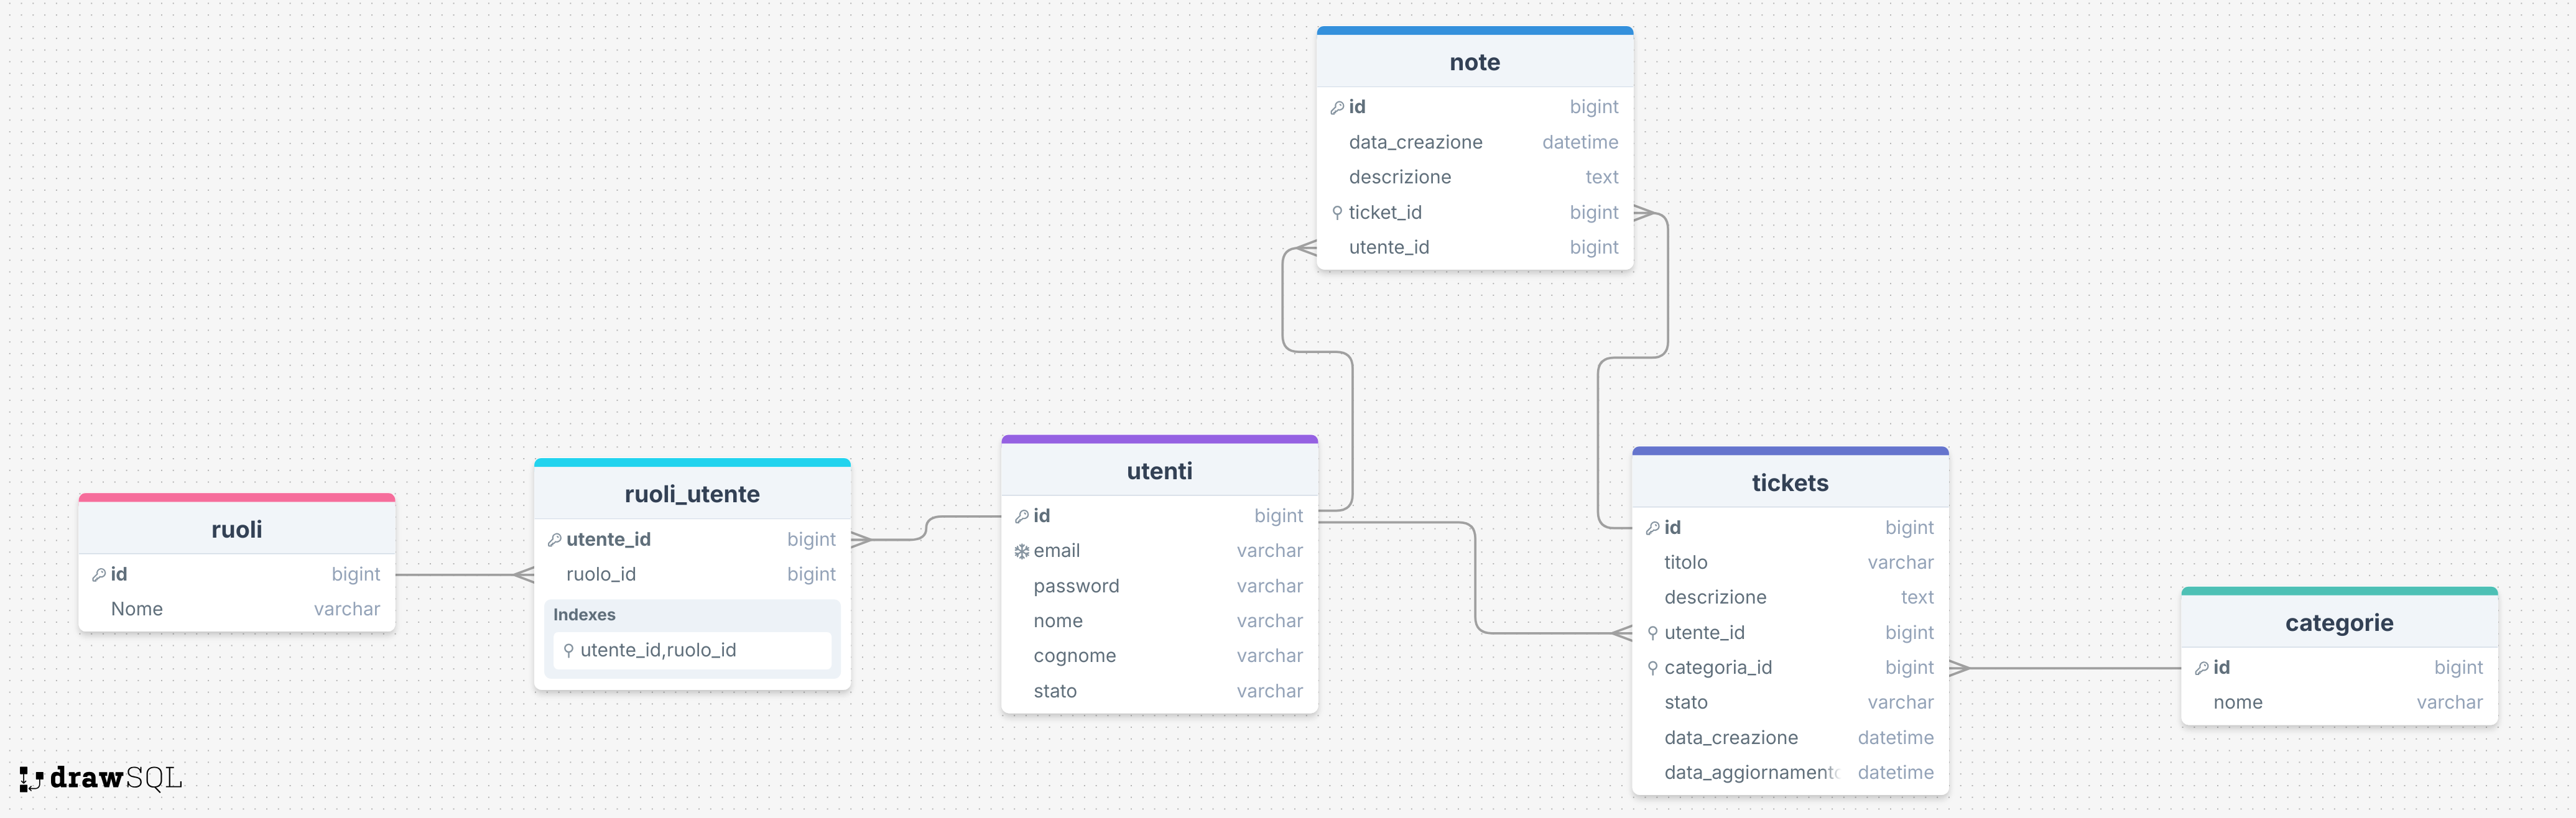 note
id bigint
data_creazione datetime
descrizione text
ticket_id bigint
utente_id bigint
ruoli
id bigint
Nome varchar
ruoli_utente
utente_id bigint
ruolo_id bigint
Indexes
utente_id,ruolo_id
utenti
id bigint
email varchar
password varchar
nome varchar
cognome varchar
stato varchar
tickets
id bigint
titolo varchar
descrizione text
utente_id bigint
categoria_id bigint
stato varchar
data_creazione datetime
data_aggiornamento datetime
categorie
id bigint
nome varchar
drawSQL